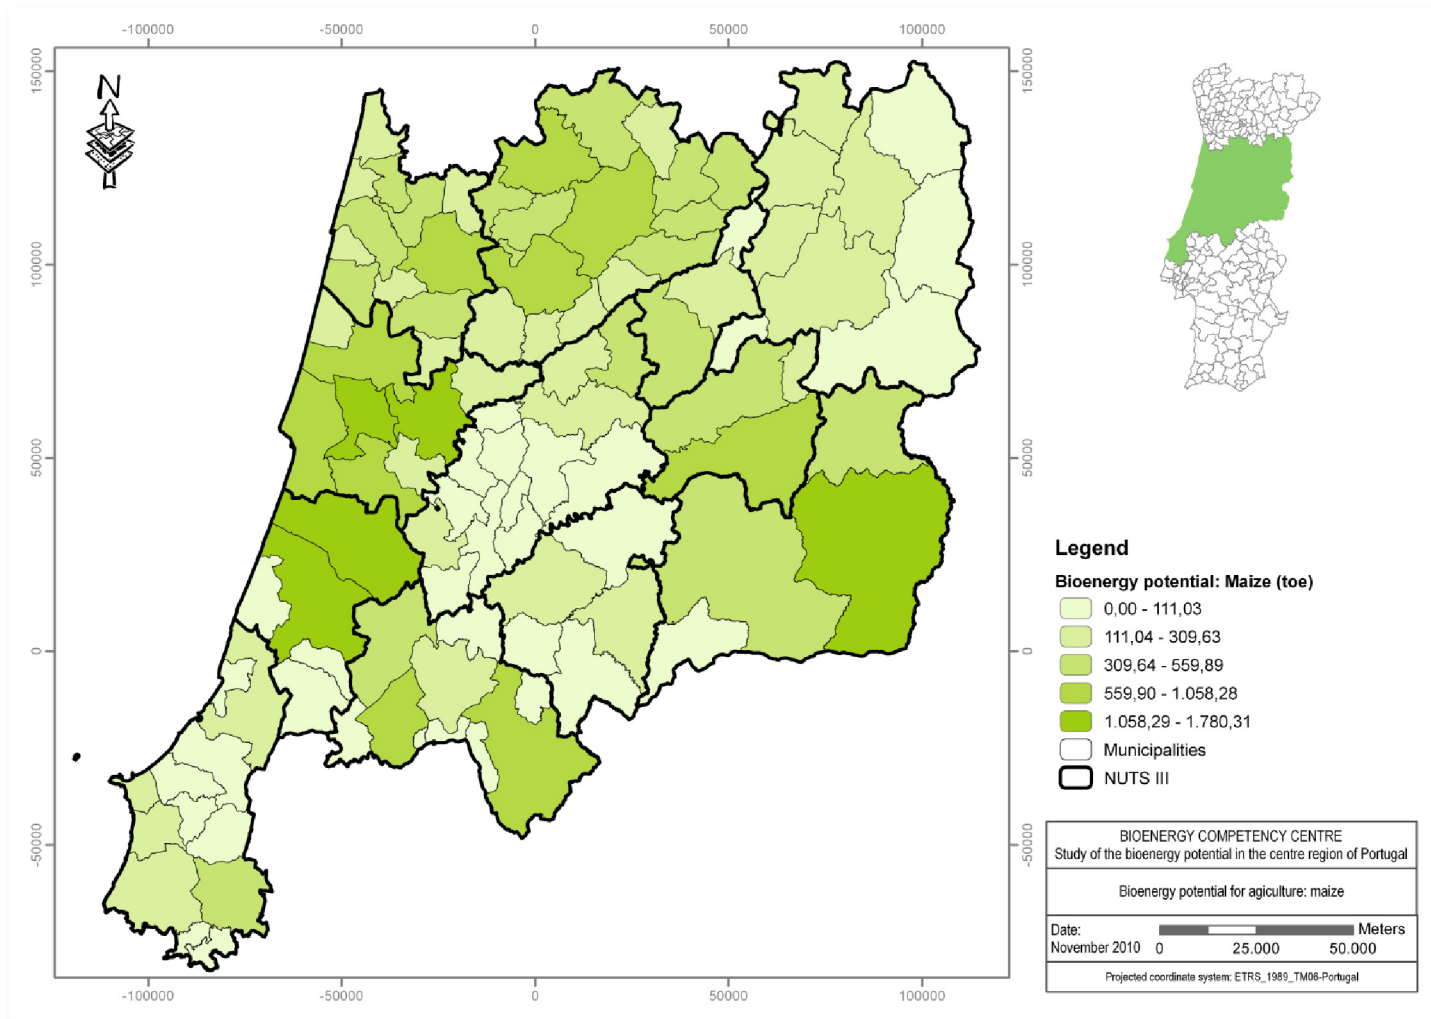 -100000 -50000 0 50000 100000
150000 100000 50000 0 -50000
150000 100000 50000 0 -50000
N
Legend
Bioenergy potential: Maize (toe)
0,00 - 111,03
111,04 - 309,63
309,64 - 559,89
559,90 - 1.058,28
1.058,29 - 1.780,31
Municipalities
NUTS III
BIOENERGY COMPETENCY CENTRE
Study of the bioenergy potential in the centre region of Portugal
Bioenergy potential for agiculture: maize
Date:
November 2010
Meters
0 25.000 50.000
Projected coordinate system: ETRS_1989_TM06-Portugal
-100000 -50000 0 50000 100000